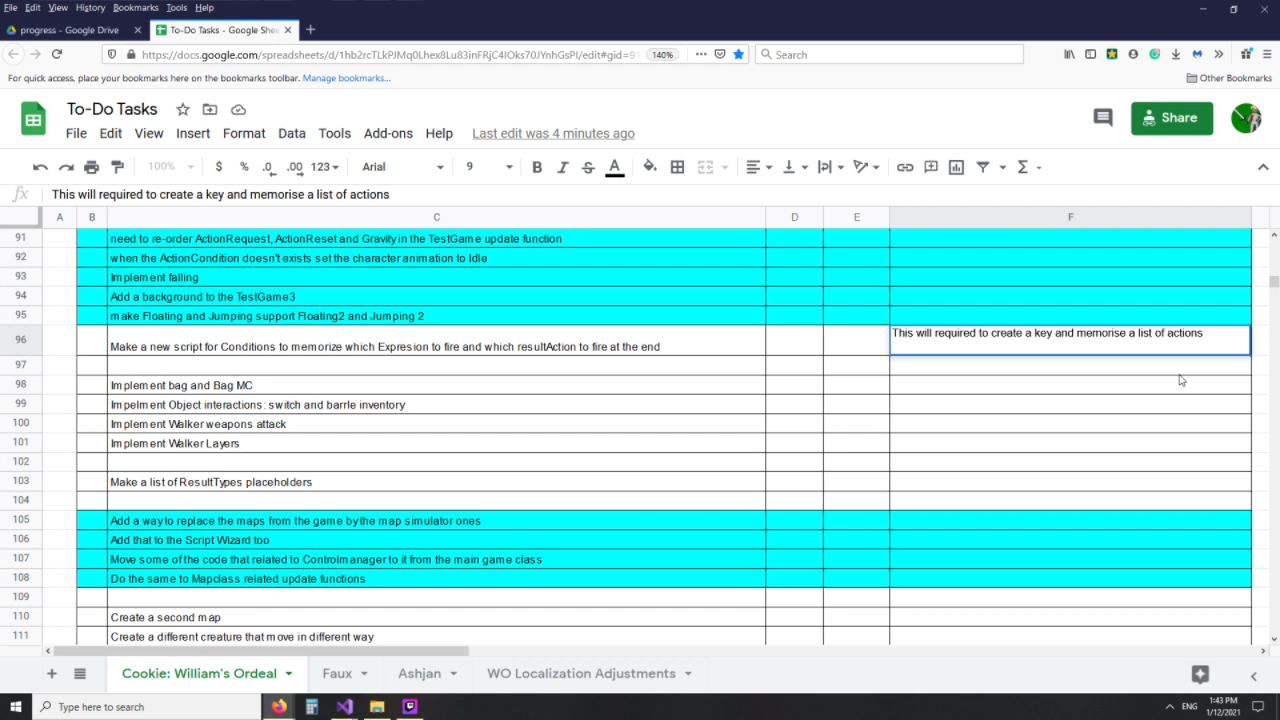 File Edit View History Bookmarks Tools Help
progress - Google Drive
To-Do Tasks - Google She
https://docs.google.com/spreadsheets/d/1hb2rcTLkPJMq0Lhex8Lu83inFRjC4IOks70JYnhGsPI/edit#gid=91
140%
Search
For quick access, place your bookmarks here on the bookmarks toolbar. Manage bookmarks...
Other Bookmarks
To-Do Tasks
Share
File Edit View Insert Format Data Tools Add-ons Help Last edit was 4 minutes ago
100% $ % .0 .00 123 Arial 9 B I S A
fx This will required to create a key and memorise a list of actions
A B C D E F
91 need to re-order ActionRequest, ActionReset and Gravity in the TestGame update function
92 when the ActionCondition doesn't exists set the character animation to Idle
93 Implement falling
94 Add a background to the TestGame3
95 make Floating and Jumping support Floating2 and Jumping 2
96 Make a new script for Conditions to memorize which Expresion to fire and which resultAction to fire at the end This will required to create a key and memorise a list of actions
97
98 Implement bag and Bag MC
99 Impelment Object interactions: switch and barrle inventory
100 Implement Walker weapons attack
101 Implement Walker Layers
102
103 Make a list of ResultTypes placeholders
104
105 Add a way to replace the maps from the game by the map simulator ones
106 Add that to the Script Wizard too
107 Move some of the code that related to Controlmanager to it from the main game class
108 Do the same to Mapclass related update functions
109
110 Create a second map
111 Create a different creature that move in different way
Cookie: William's Ordeal Faux Ashjan WO Localization Adjustments
Type here to search
ENG
1:43 PM
1/12/2021